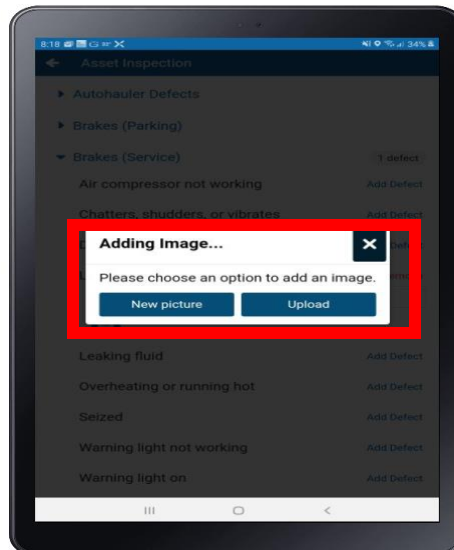 8:18
34%
Asset Inspection
Autohauler Defects
Brakes (Parking)
Brakes (Service) 1 defect
Air compressor not working Add Defect
Chatters, shudders, or vibrates Add Defect
Adding Image...
Please choose an option to add an image.
New picture Upload
Leaking fluid Add Defect
Overheating or running hot Add Defect
Seized Add Defect
Warning light not working Add Defect
Warning light on Add Defect